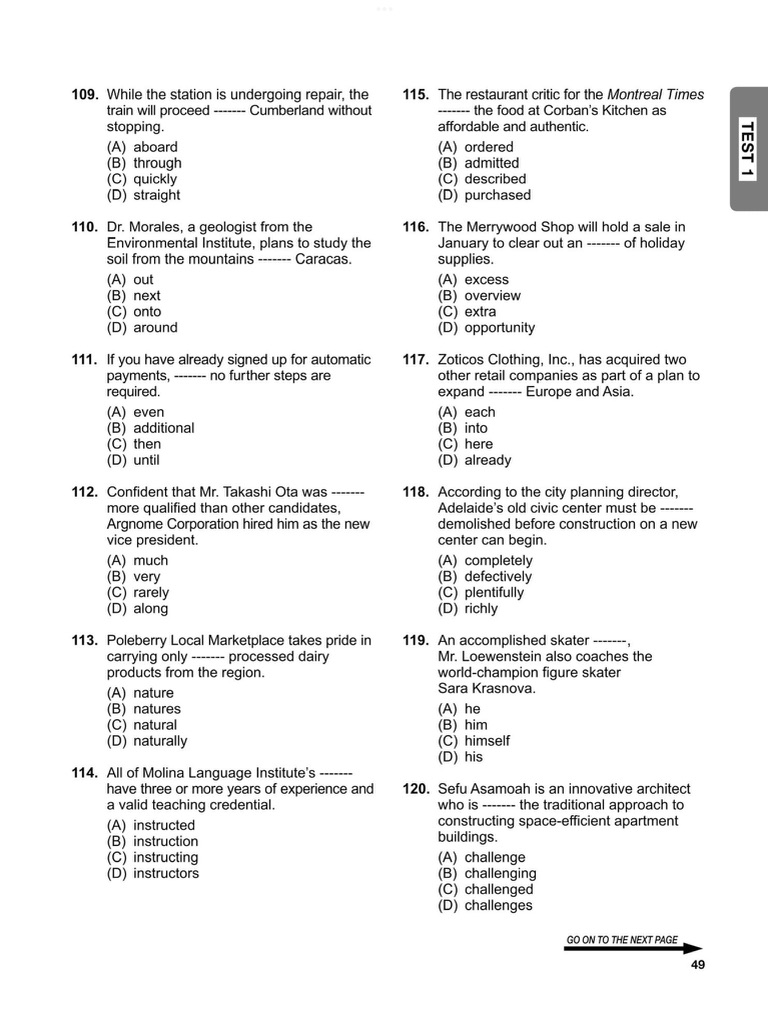 109. While the station is undergoing repair, the
train will proceed ------- Cumberland without
stopping.
(A) aboard
(B) through
(C) quickly
(D) straight
110. Dr. Morales, a geologist from the
Environmental Institute, plans to study the
soil from the mountains ------- Caracas.
(A) out
(B) next
(C) onto
(D) around
111. If you have already signed up for automatic
payments, ------- no further steps are
required.
(A) even
(B) additional
(C) then
(D) until
112. Confident that Mr. Takashi Ota was -------
more qualified than other candidates,
Argnome Corporation hired him as the new
vice president.
(A) much
(B) very
(C) rarely
(D) along
113. Poleberry Local Marketplace takes pride in
carrying only ------- processed dairy
products from the region.
(A) nature
(B) natures
(C) natural
(D) naturally
114. All of Molina Language Institute's -------
have three or more years of experience and
a valid teaching credential.
(A) instructed
(B) instruction
(C) instructing
(D) instructors
115. The restaurant critic for the Montreal Times
------- the food at Corban's Kitchen as
affordable and authentic.
(A) ordered
(B) admitted
(C) described
(D) purchased
116. The Merrywood Shop will hold a sale in
January to clear out an ------- of holiday
supplies.
(A) excess
(B) overview
(C) extra
(D) opportunity
117. Zoticos Clothing, Inc., has acquired two
other retail companies as part of a plan to
expand ------- Europe and Asia.
(A) each
(B) into
(C) here
(D) already
118. According to the city planning director,
Adelaide's old civic center must be -------
demolished before construction on a new
center can begin.
(A) completely
(B) defectively
(C) plentifully
(D) richly
119. An accomplished skater -------,
Mr. Loewenstein also coaches the
world-champion figure skater
Sara Krasnova.
(A) he
(B) him
(C) himself
(D) his
120. Sefu Asamoah is an innovative architect
who is ------- the traditional approach to
constructing space-efficient apartment
buildings.
(A) challenge
(B) challenging
(C) challenged
(D) challenges
TEST 1
GO ON TO THE NEXT PAGE
49